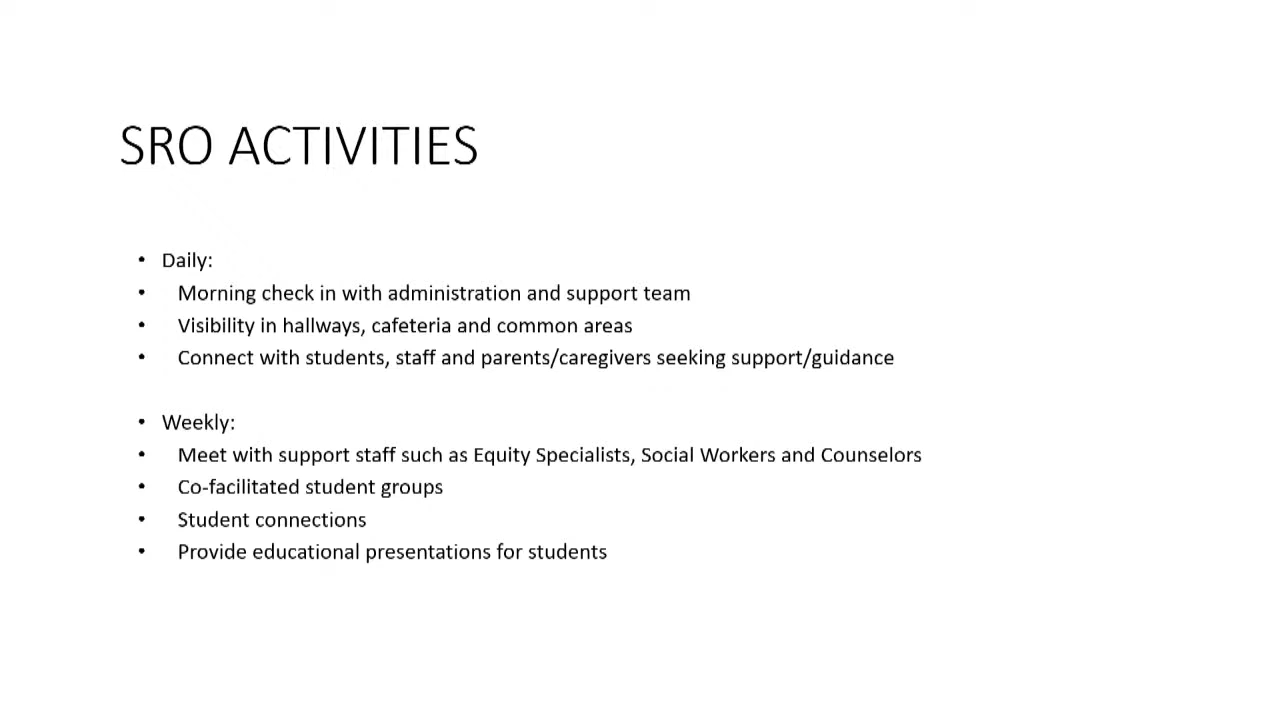 SRO ACTIVITIES
• Daily:
• Morning check in with administration and support team
• Visibility in hallways, cafeteria and common areas
• Connect with students, staff and parents/caregivers seeking support/guidance
• Weekly:
• Meet with support staff such as Equity Specialists, Social Workers and Counselors
• Co-facilitated student groups
• Student connections
• Provide educational presentations for students